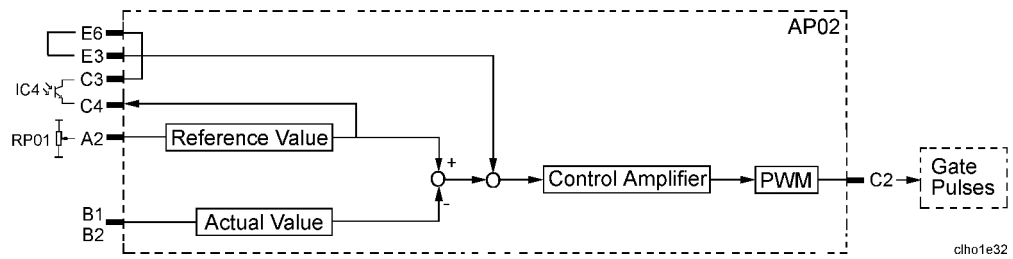 AP02
E6
E3
C3
IC4
C4
RP01
A2
Reference Value
+
Control Amplifier
PWM
C2
Gate
Pulses
–
B1
B2
Actual Value
clho1e32